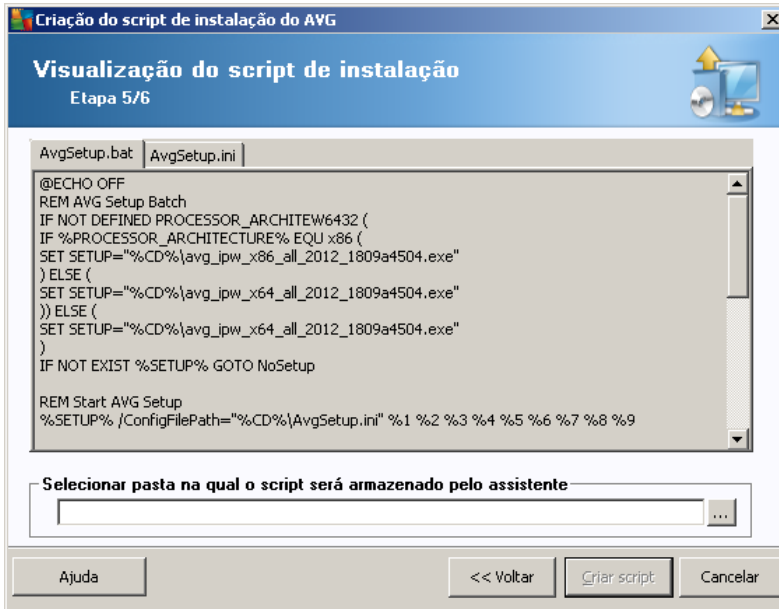 Criação do script de instalação do AVG
Visualização do script de instalação
Etapa 5/6
AvgSetup.bat
AvgSetup.ini
@ECHO OFF
REM AVG Setup Batch
IF NOT DEFINED PROCESSOR_ARCHITEW6432 (
IF %PROCESSOR_ARCHITECTURE% EQU x86 (
SET SETUP="%CD%\avg_ipw_x86_all_2012_1809a4504.exe"
) ELSE (
SET SETUP="%CD%\avg_ipw_x64_all_2012_1809a4504.exe"
)) ELSE (
SET SETUP="%CD%\avg_ipw_x64_all_2012_1809a4504.exe"
)
IF NOT EXIST %SETUP% GOTO NoSetup
REM Start AVG Setup
%SETUP% /ConfigFilePath="%CD%\AvgSetup.ini" %1 %2 %3 %4 %5 %6 %7 %8 %9
Selecionar pasta na qual o script será armazenado pelo assistente
...
Ajuda
<< Voltar
Criar script
Cancelar